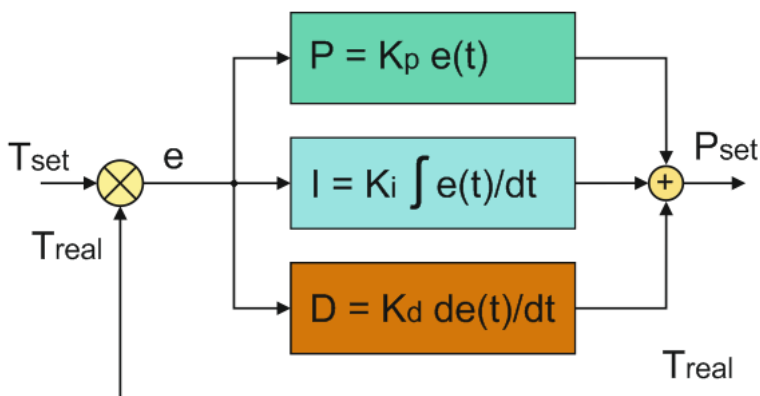 P = Kp e(t)
Tset
e
Pset
I = Ki ∫ e(t)/dt
+
Treal
D = Kd de(t)/dt
Treal